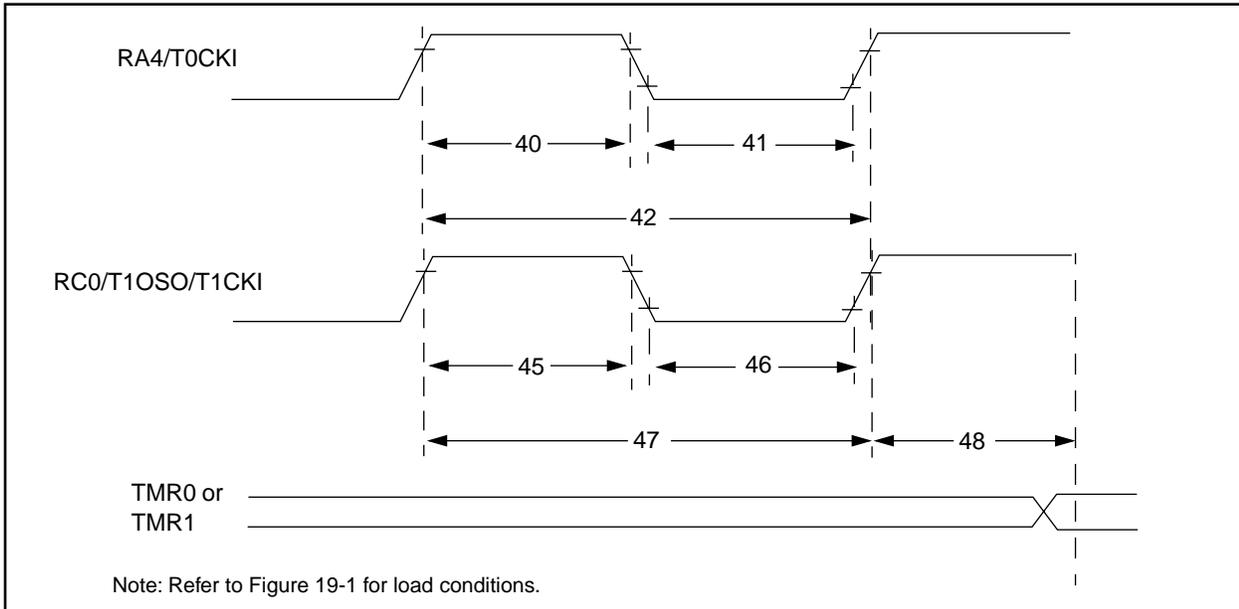 RA4/T0CKI
40
41
42
RC0/T1OSO/T1CKI
45
46
47
48
TMR0 or
TMR1
Note: Refer to Figure 19-1 for load conditions.